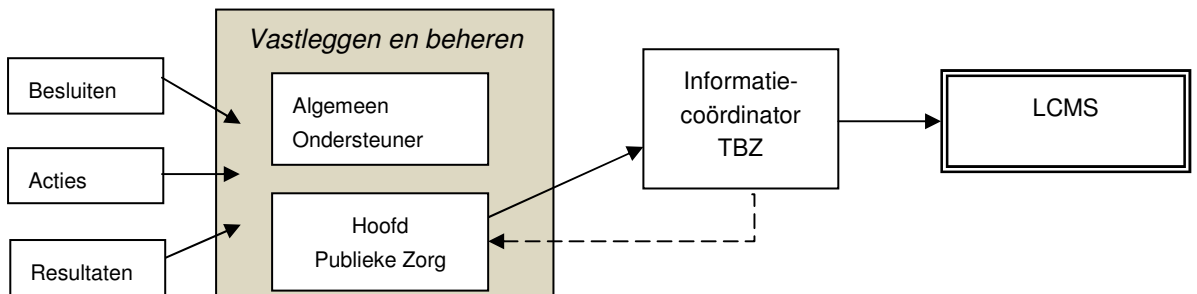 Vastleggen en beheren
Besluiten
Acties
Resultaten
Algemeen
Ondersteuner
Hoofd
Publieke Zorg
Informatie-
coördinator
TBZ
LCMS